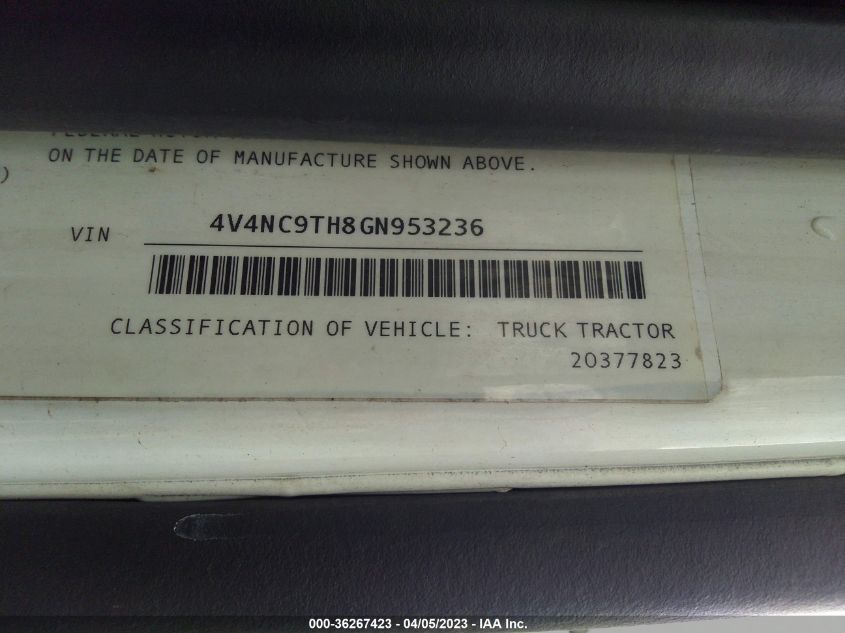 ON THE DATE OF MANUFACTURE SHOWN ABOVE.
)
VIN 4V4NC9TH8GN953236
CLASSIFICATION OF VEHICLE: TRUCK TRACTOR
20377823
000-36267423 - 04/05/2023 - IAA Inc.